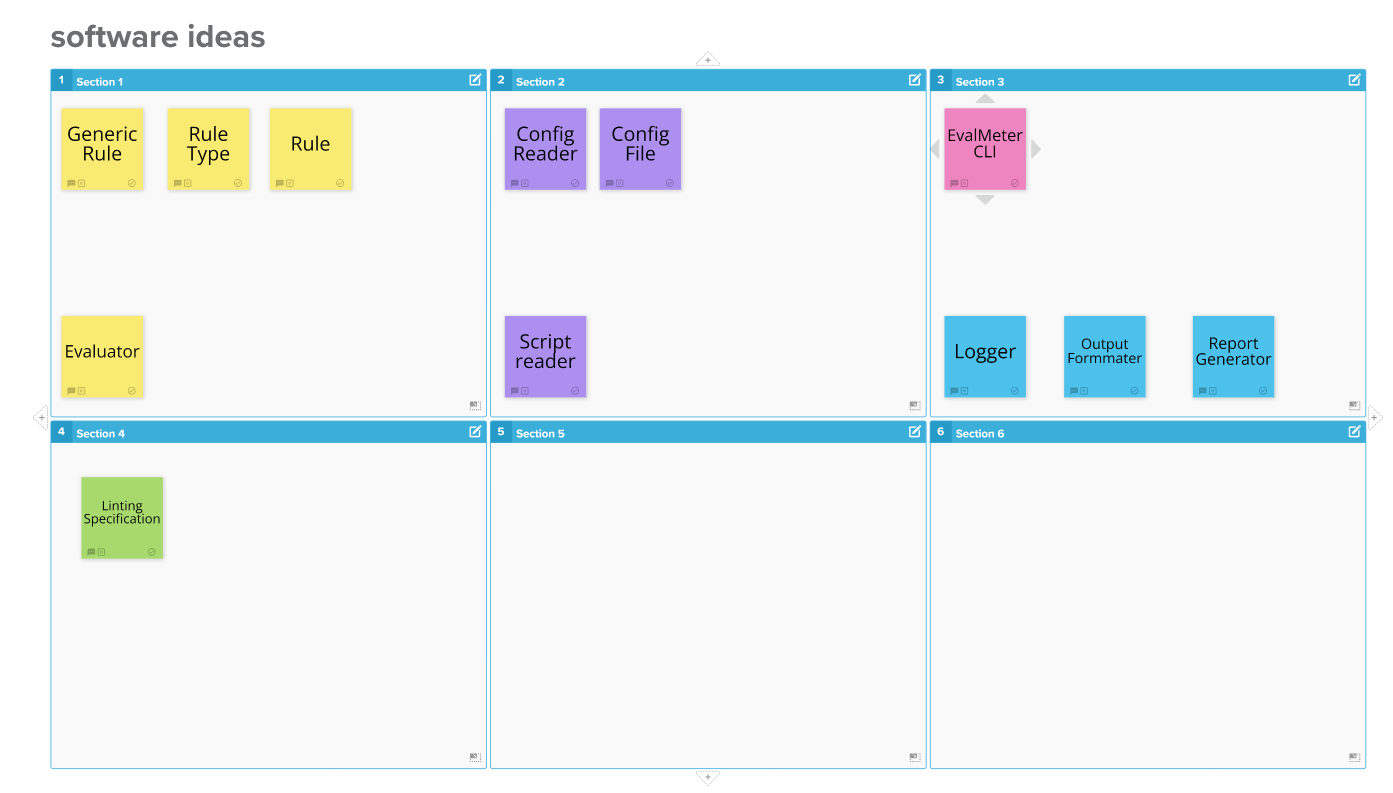 software ideas
1 Section 1
2 Section 2
3 Section 3
Generic
Rule
Rule
Type
Rule
Config
Reader
Config
File
EvalMeter
CLI
Evaluator
Script
reader
Logger
Output
Formmater
Report
Generator
4 Section 4
5 Section 5
6 Section 6
Linting
Specification